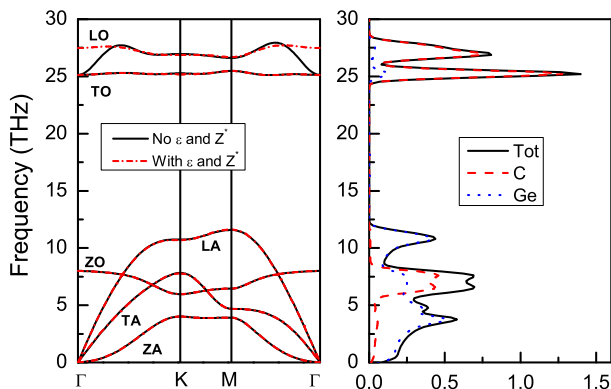 30
25
20
15
10
5
0
Frequency (THz)
LO
TO
No ε and Z*
With ε and Z*
LA
ZO
TA
ZA
Γ K M Γ
30
25
20
15
10
5
0
Tot
C
Ge
0.0 0.5 1.0 1.5